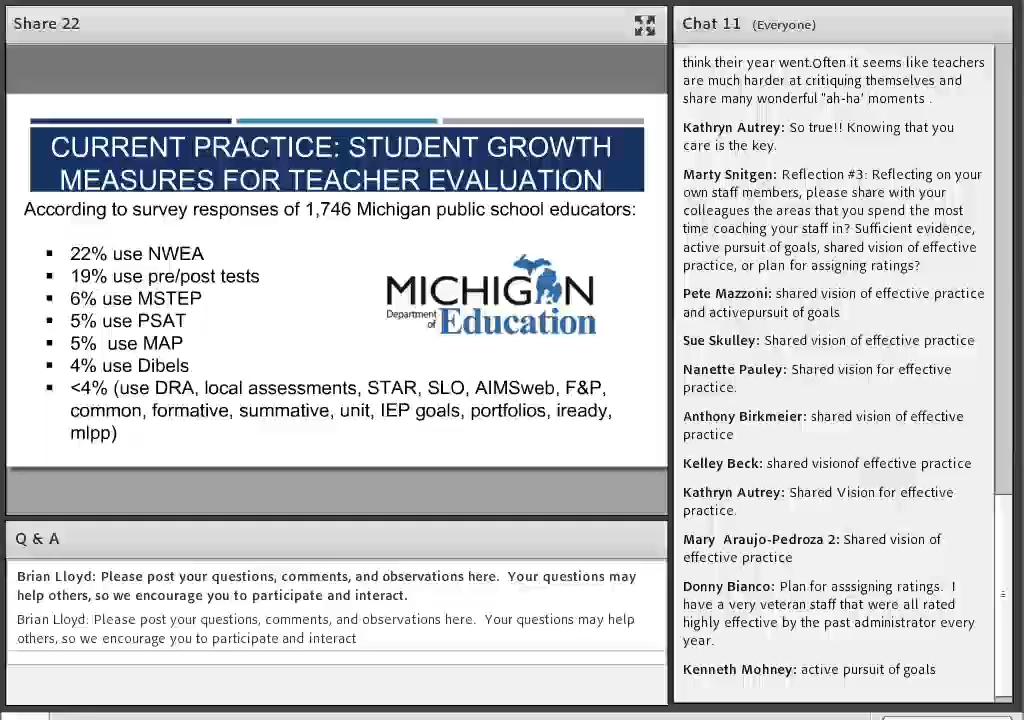 Share 22
CURRENT PRACTICE: STUDENT GROWTH
MEASURES FOR TEACHER EVALUATION
According to survey responses of 1,746 Michigan public school educators:
▪ 22% use NWEA
▪ 19% use pre/post tests
▪ 6% use MSTEP
▪ 5% use PSAT
▪ 5%  use MAP
▪ 4% use Dibels
▪ <4% (use DRA, local assessments, STAR, SLO, AIMSweb, F&P,
common, formative, summative, unit, IEP goals, portfolios, iready,
mlpp)
MICHIGAN
Department
of Education
Q & A
Brian Lloyd: Please post your questions, comments, and observations here.  Your questions may
help others, so we encourage you to participate and interact.
Brian Lloyd: Please post your questions, comments, and observations here.  Your questions may help
others, so we encourage you to participate and interact
Chat 11 (Everyone)
think their year went.Often it seems like teachers
are much harder at critiquing themselves and
share many wonderful "ah-ha' moments .
Kathryn Autrey: So true!! Knowing that you
care is the key.
Marty Snitgen: Reflection #3: Reflecting on your
own staff members, please share with your
colleagues the areas that you spend the most
time coaching your staff in? Sufficient evidence,
active pursuit of goals, shared vision of effective
practice, or plan for assigning ratings?
Pete Mazzoni: shared vision of effective practice
and activepursuit of goals
Sue Skulley: Shared vision of effective practice
Nanette Pauley: Shared vision for effective
practice.
Anthony Birkmeier: shared vision of effective
practice
Kelley Beck: shared visionof effective practice
Kathryn Autrey: Shared Vision for effective
practice.
Mary  Araujo-Pedroza 2: Shared vision of
effective practice
Donny Bianco: Plan for asssigning ratings.  I
have a very veteran staff that were all rated
highly effective by the past administrator every
year.
Kenneth Mohney: active pursuit of goals